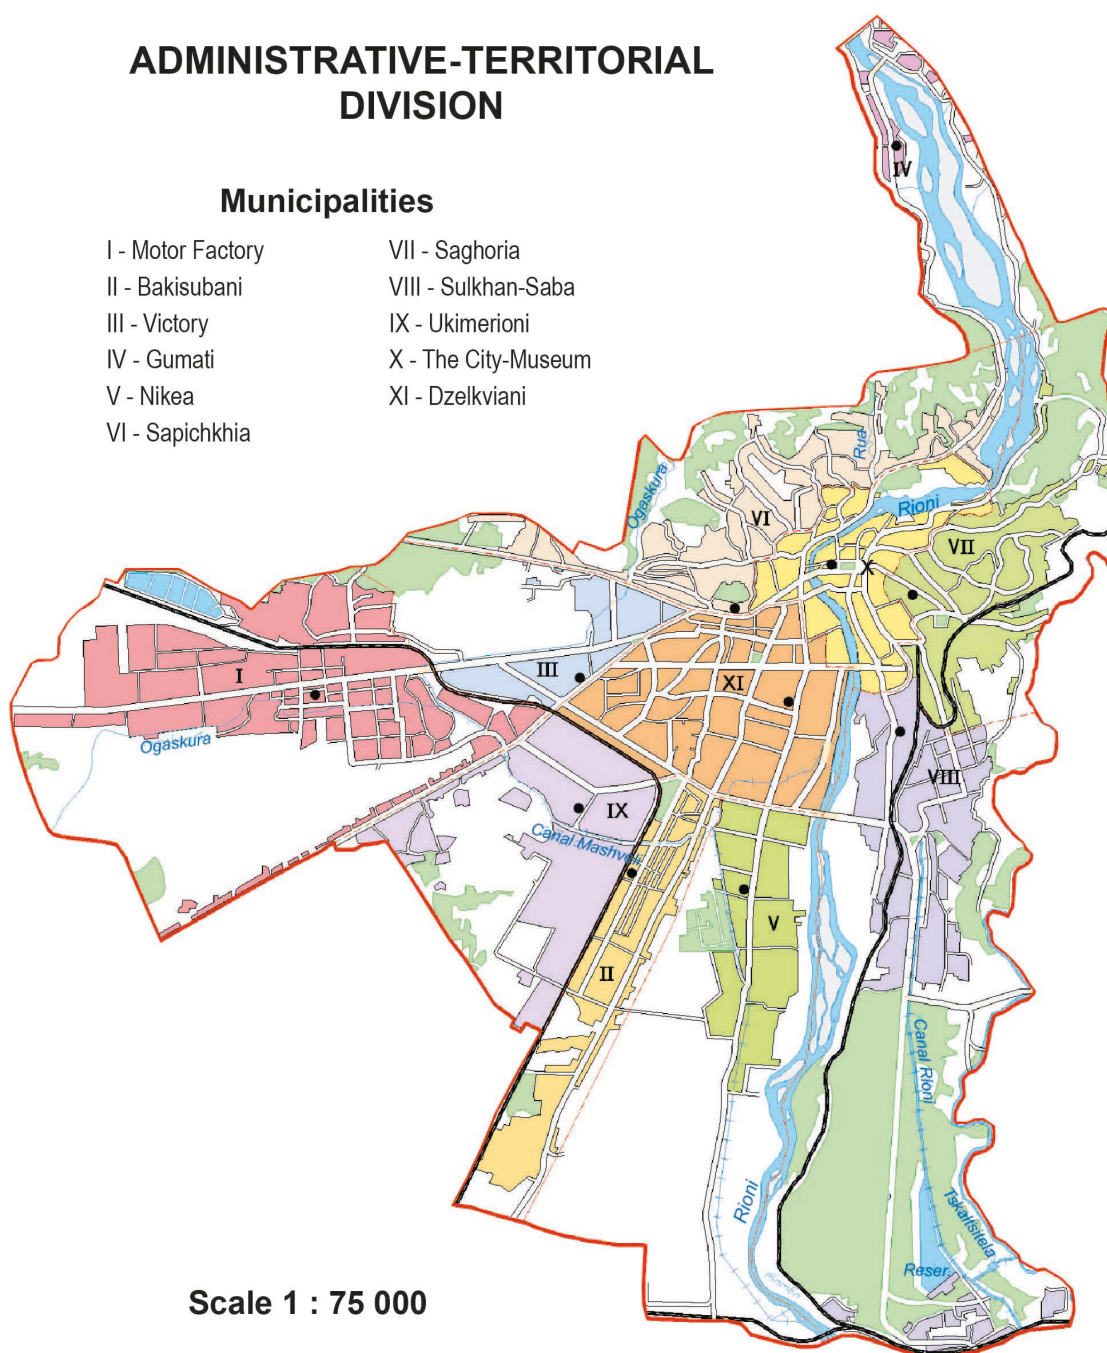 ADMINISTRATIVE-TERRITORIAL
DIVISION
Municipalities
I - Motor Factory
II - Bakisubani
III - Victory
IV - Gumati
V - Nikea
VI - Sapichkhia
VII - Saghoria
VIII - Sulkhan-Saba
IX - Ukimerioni
X - The City-Museum
XI - Dzelkviani
IV
Rua
Ogaskura
Rioni
VI
VII
X
III
XI
I
Ogaskura
VIII
IX
Canal Mashveli
V
II
Canal Rioni
Rioni
Tskaltsitela
Reser.
Scale 1 : 75 000